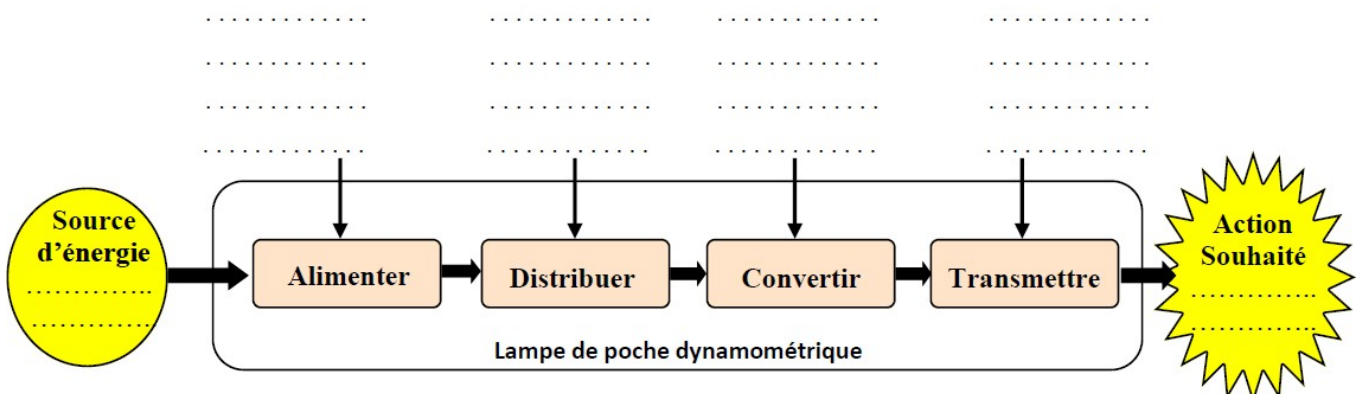 . . . . . . . . . . . . . . . . . . . . . . . . . . . . . . . . . . . . . . . . . . . . . . . . . . . .
. . . . . . . . . . . . . . . . . . . . . . . . . . . . . . . . . . . . . . . . . . . . . . . . . . . .
. . . . . . . . . . . . . . . . . . . . . . . . . . . . . . . . . . . . . . . . . . . . . . . . . . . .
. . . . . . . . . . . . . . . . . . . . . . . . . . . . . . . . . . . . . . . . . . . . . . . . . . . .
Source
d’énergie
…………..
…………..
Alimenter
Distribuer
Convertir
Transmettre
Action
Souhaité
…………..
…………..
Lampe de poche dynamométrique